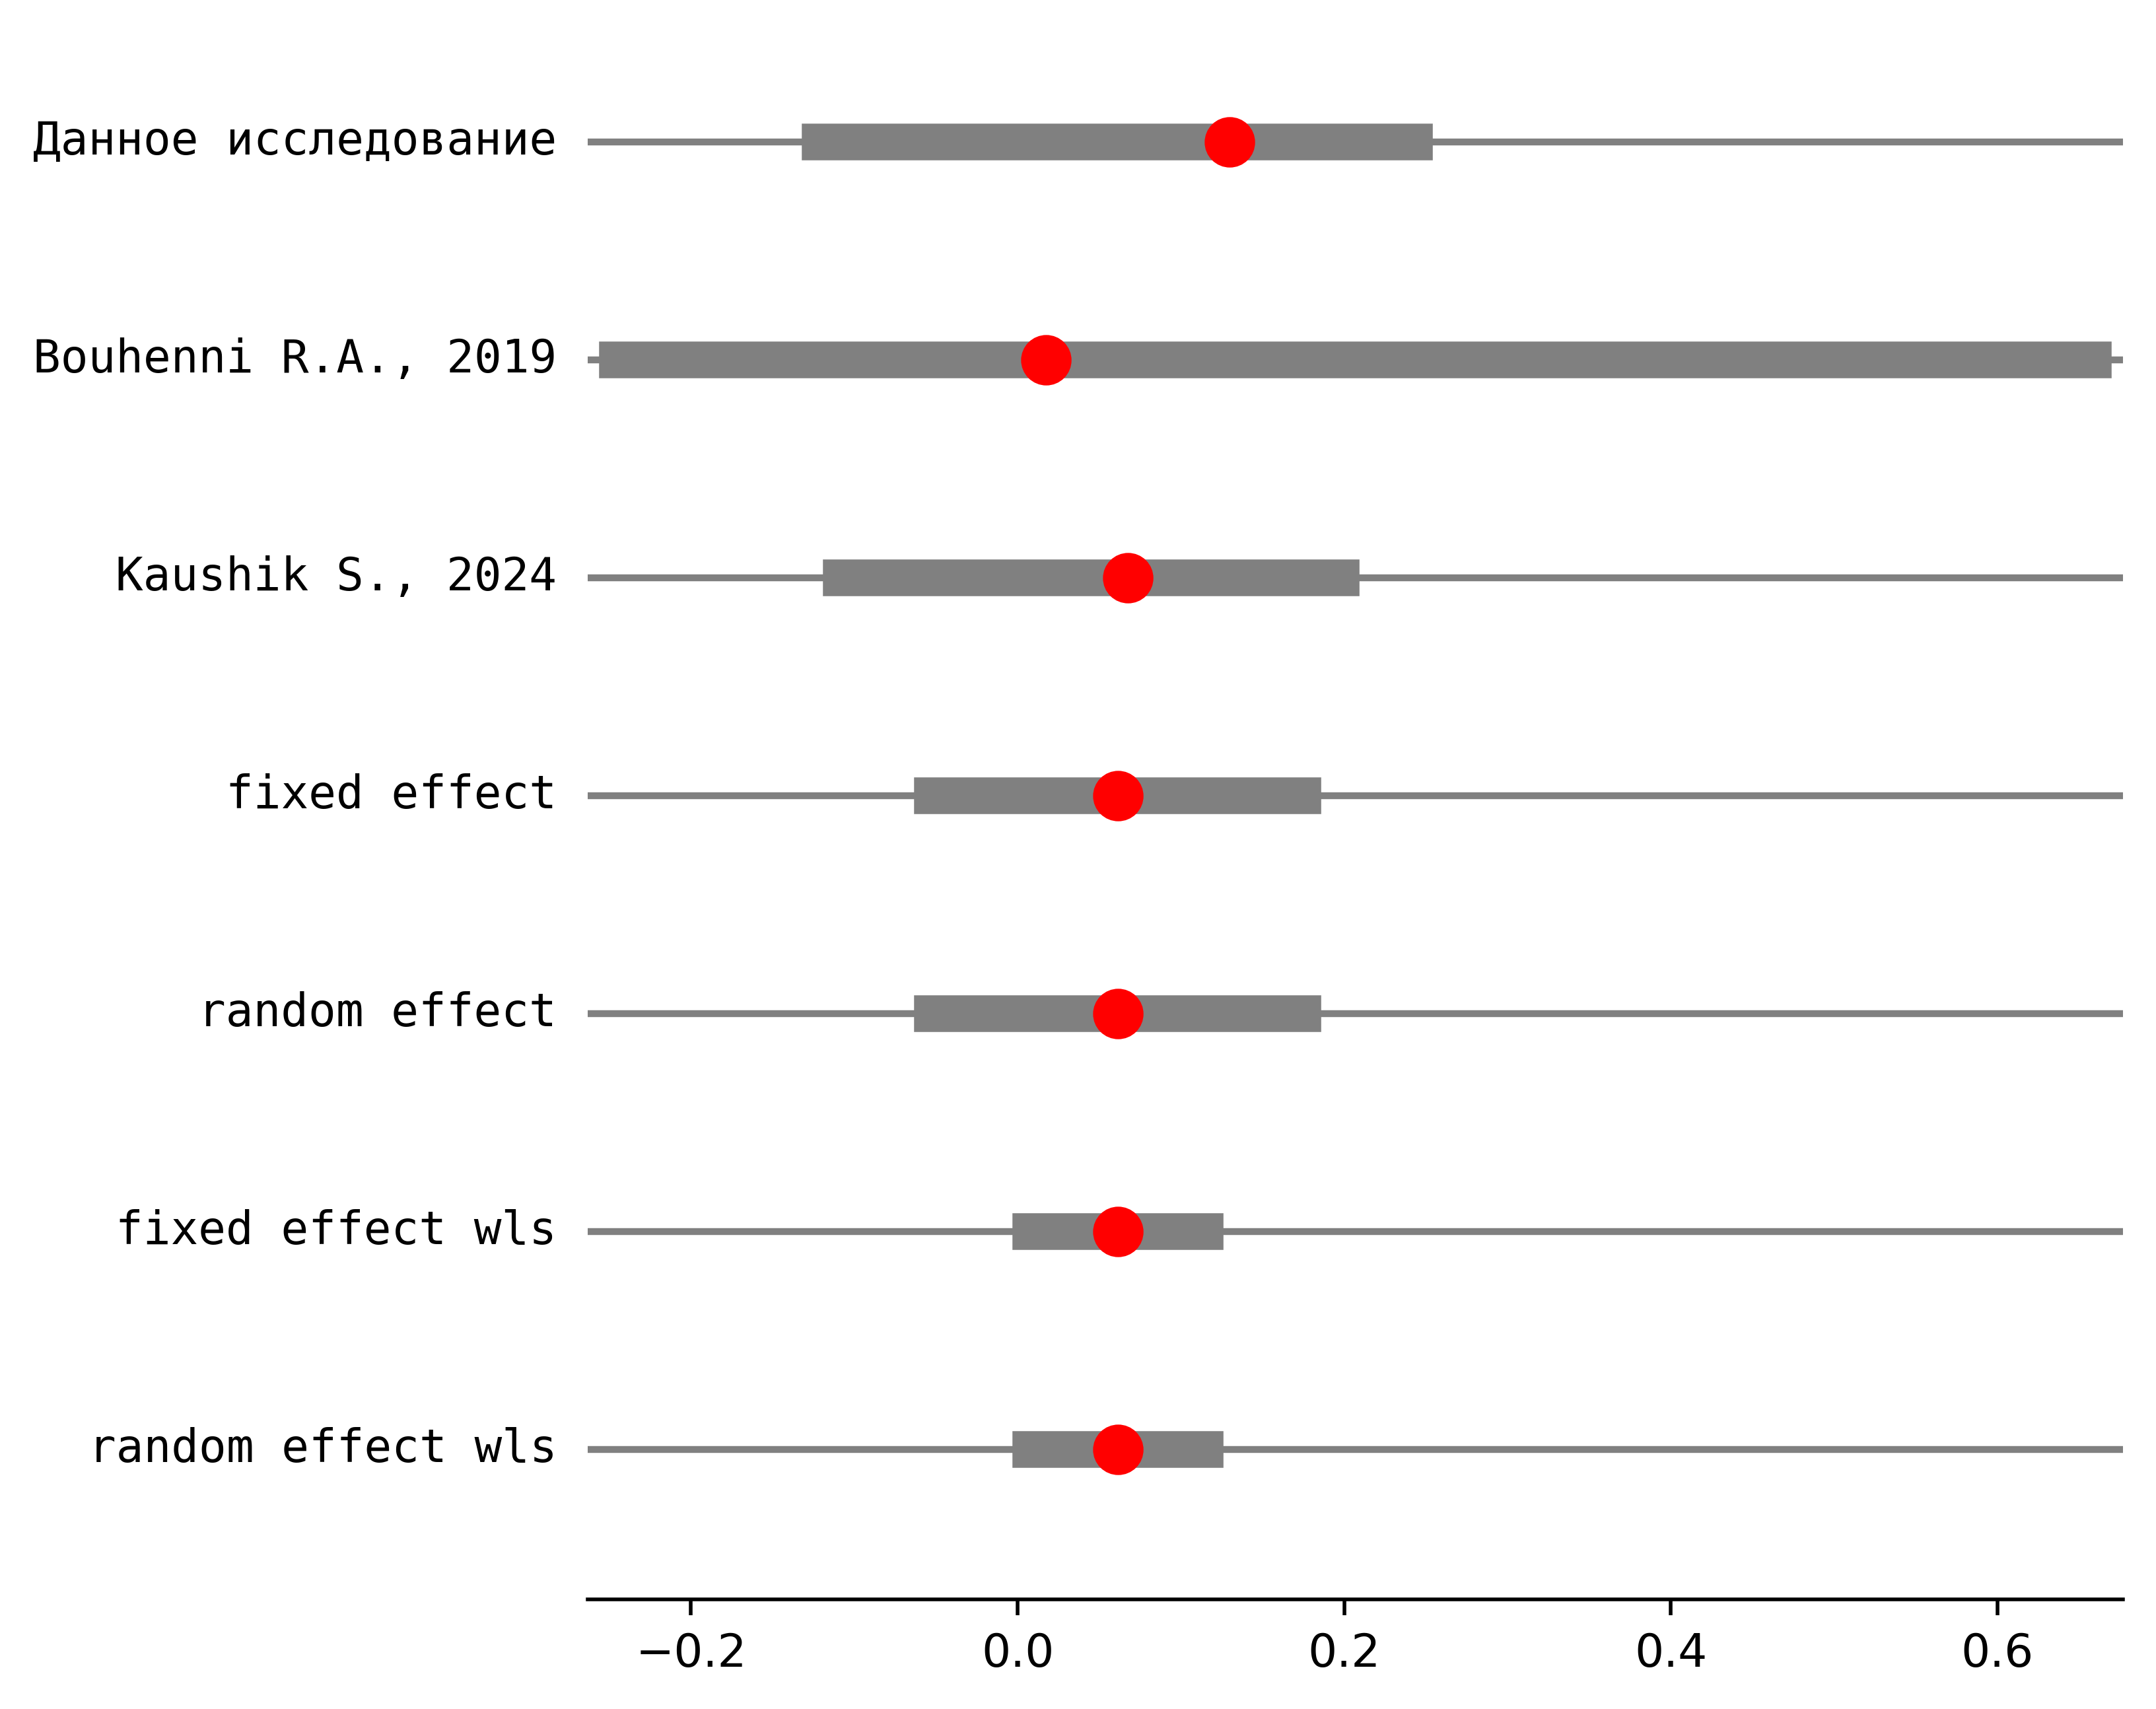 Данное исследование
Bouhenni R.A., 2019
Kaushik S., 2024
fixed effect
random effect
fixed effect wls
random effect wls
−0.2 0.0 0.2 0.4 0.6